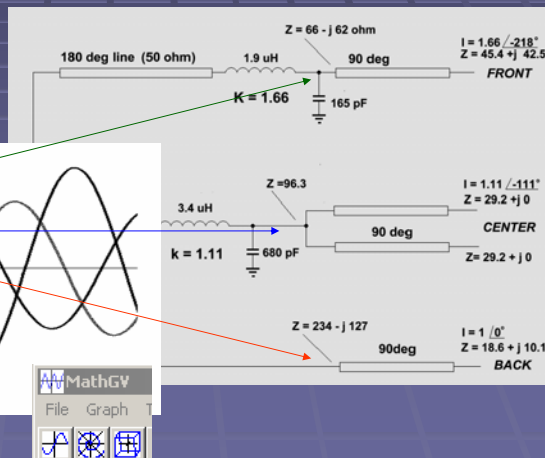 Z = 66 - j 62 ohm
180 deg line (50 ohm)
1.9 uH
90 deg
I = 1.66 /-218°
Z = 45.4 +j 42.5
FRONT
K = 1.66
165 pF
3.4 uH
Z =96.3
I = 1.11 /-111°
Z = 29.2 +j 0
CENTER
k = 1.11
680 pF
90 deg
Z= 29.2 + j 0
Z = 234 - j 127
90deg
I = 1 /0°
Z = 18.6 + j 10.1
BACK
MathGV
File Graph